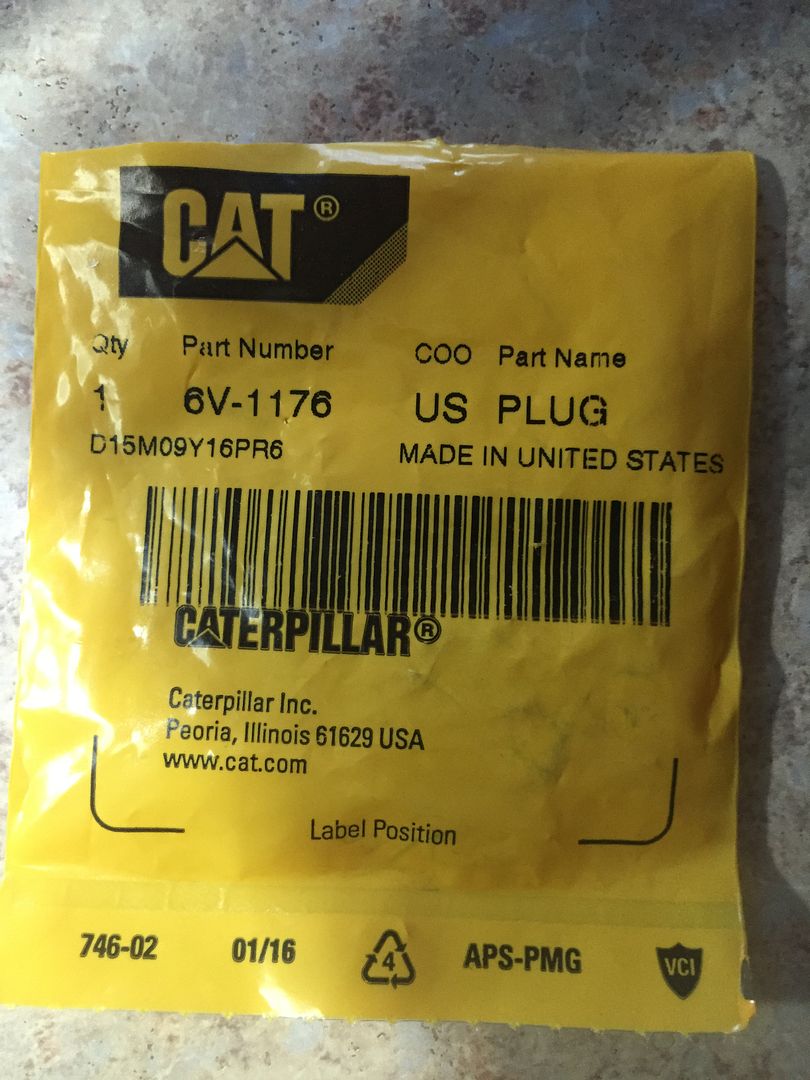 CAT®
Qty Part Number COO Part Name
1 6V-1176 US PLUG
D15M09Y16PR6 MADE IN UNITED STATES
CATERPILLAR®
Caterpillar Inc.
Peoria, Illinois 61629 USA
www.cat.com
Label Position
746-02 01/16 4 APS-PMG VCI